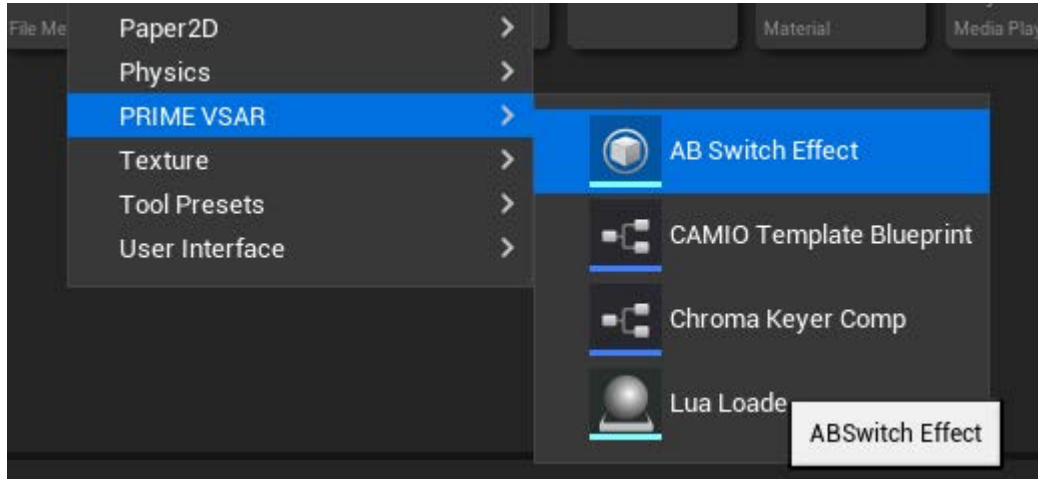 File Me
Material
Media Play
Paper2D
Physics
PRIME VSAR
Texture
Tool Presets
User Interface
AB Switch Effect
CAMIO Template Blueprint
Chroma Keyer Comp
Lua Loade
ABSwitch Effect